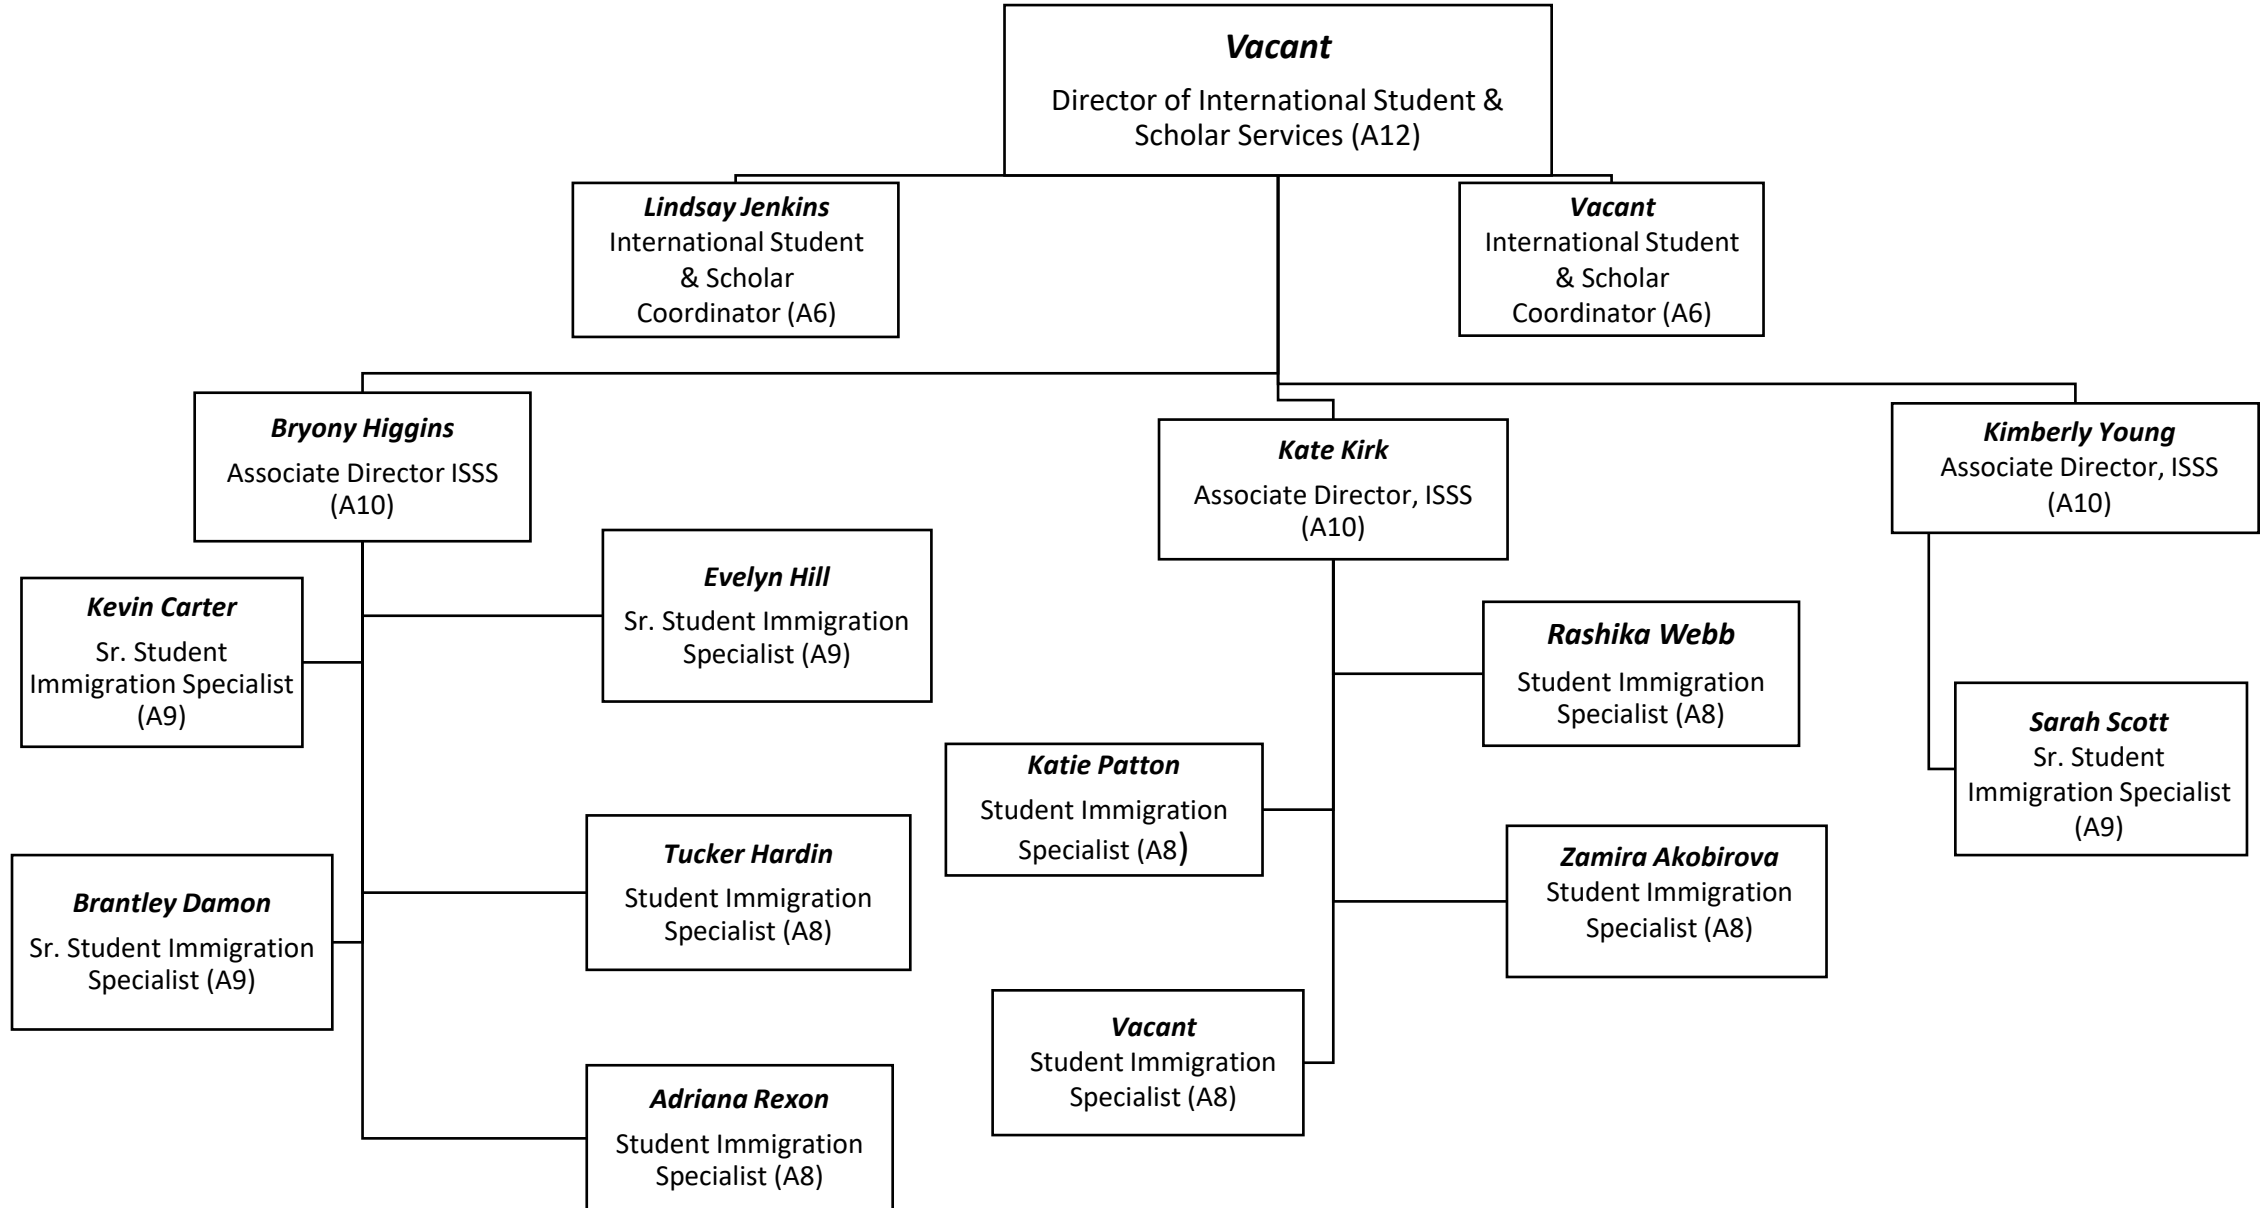 Vacant
Director of International Student &
Scholar Services (A12)
Lindsay Jenkins
International Student
& Scholar
Coordinator (A6)
Vacant
International Student
& Scholar
Coordinator (A6)
Bryony Higgins
Associate Director ISSS
(A10)
Kate Kirk
Associate Director, ISSS
(A10)
Kimberly Young
Associate Director, ISSS
(A10)
Kevin Carter
Sr. Student
Immigration Specialist
(A9)
Evelyn Hill
Sr. Student Immigration
Specialist (A9)
Brantley Damon
Sr. Student Immigration
Specialist (A9)
Tucker Hardin
Student Immigration
Specialist (A8)
Adriana Rexon
Student Immigration
Specialist (A8)
Rashika Webb
Student Immigration
Specialist (A8)
Katie Patton
Student Immigration
Specialist (A8)
Zamira Akobirova
Student Immigration
Specialist (A8)
Vacant
Student Immigration
Specialist (A8)
Sarah Scott
Sr. Student
Immigration Specialist
(A9)